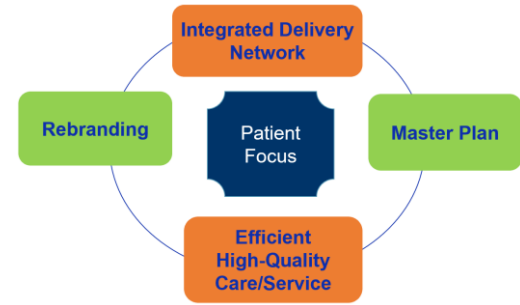 Integrated Delivery
Network
Rebranding
Patient
Focus
Master Plan
Efficient
High-Quality
Care/Service